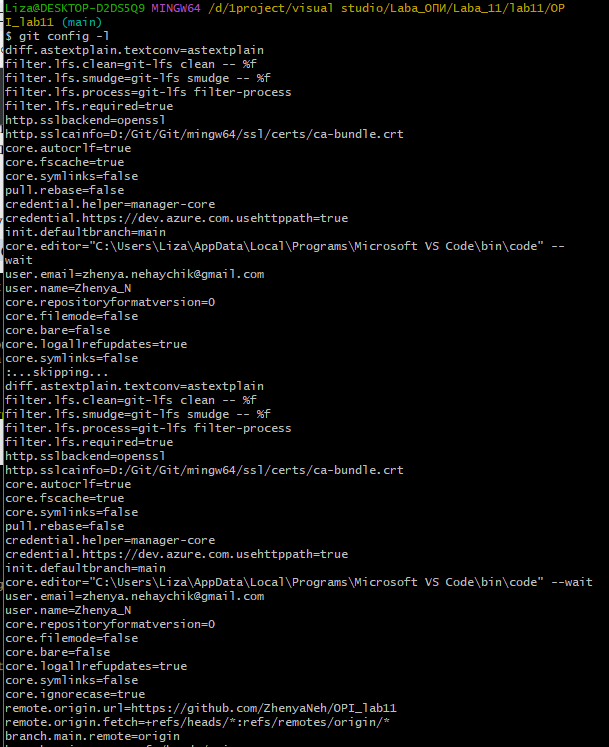 Liza@DESKTOP-D2DS5Q9 MINGW64 /d/1project/visual studio/Laba_ОПИ/Laba_11/lab11/OP
I_lab11 (main)
$ git config -l
diff.astextplain.textconv=astextplain
filter.lfs.clean=git-lfs clean -- %f
filter.lfs.smudge=git-lfs smudge -- %f
filter.lfs.process=git-lfs filter-process
filter.lfs.required=true
http.sslbackend=openssl
http.sslcainfo=D:/Git/Git/mingw64/ssl/certs/ca-bundle.crt
core.autocrlf=true
core.fscache=true
core.symlinks=false
pull.rebase=false
credential.helper=manager-core
credential.https://dev.azure.com.usehttppath=true
init.defaultbranch=main
core.editor="C:\Users\Liza\AppData\Local\Programs\Microsoft VS Code\bin\code" --
wait
user.email=zhenya.nehaychik@gmail.com
user.name=Zhenya_N
core.repositoryformatversion=0
core.filemode=false
core.bare=false
core.logallrefupdates=true
core.symlinks=false
:...skipping...
diff.astextplain.textconv=astextplain
filter.lfs.clean=git-lfs clean -- %f
filter.lfs.smudge=git-lfs smudge -- %f
filter.lfs.process=git-lfs filter-process
filter.lfs.required=true
http.sslbackend=openssl
http.sslcainfo=D:/Git/Git/mingw64/ssl/certs/ca-bundle.crt
core.autocrlf=true
core.fscache=true
core.symlinks=false
pull.rebase=false
credential.helper=manager-core
credential.https://dev.azure.com.usehttppath=true
init.defaultbranch=main
core.editor="C:\Users\Liza\AppData\Local\Programs\Microsoft VS Code\bin\code" --wait
user.email=zhenya.nehaychik@gmail.com
user.name=Zhenya_N
core.repositoryformatversion=0
core.filemode=false
core.bare=false
core.logallrefupdates=true
core.symlinks=false
core.ignorecase=true
remote.origin.url=https://github.com/ZhenyaNeh/OPI_lab11
remote.origin.fetch=+refs/heads/*:refs/remotes/origin/*
branch.main.remote=origin